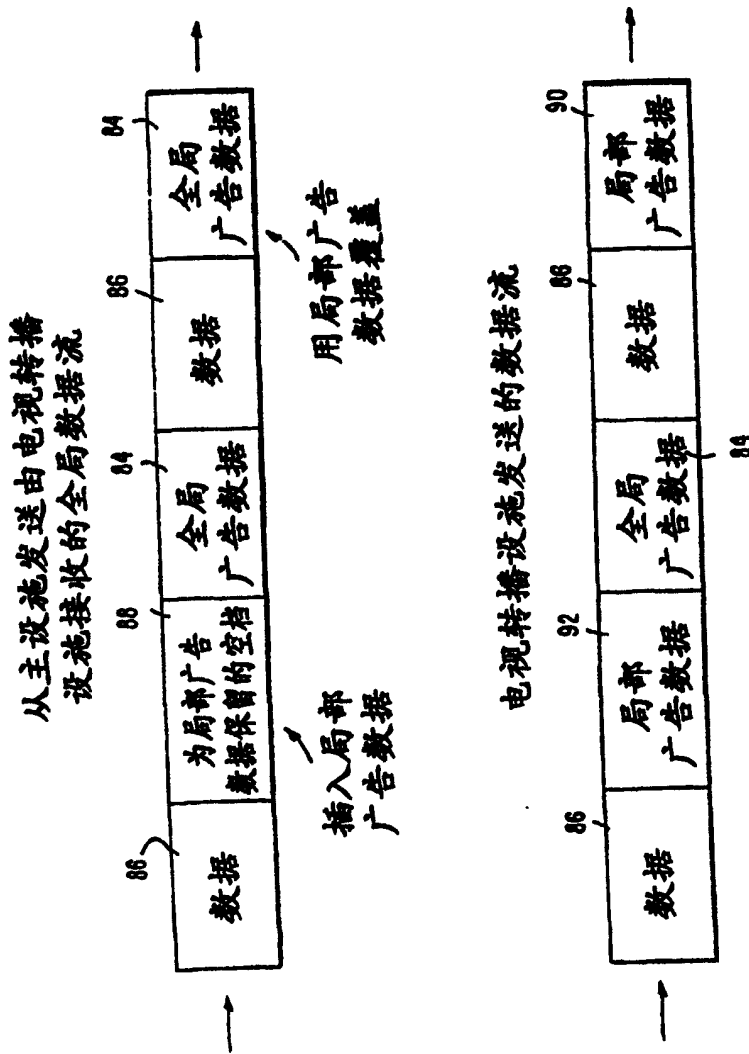 从主设施发送由电视转播
设施接收的全局数据流
86
88
84
86
84
数据
为局部广告
数据保留的空档
全局
广告数据
数据
全局
广告数据
插入局部
广告数据
用局部广告
数据覆盖
电视转播设施发送的数据流
86
92
88
90
数据
局部
广告数据
全局
广告数据
数据
局部
广告数据